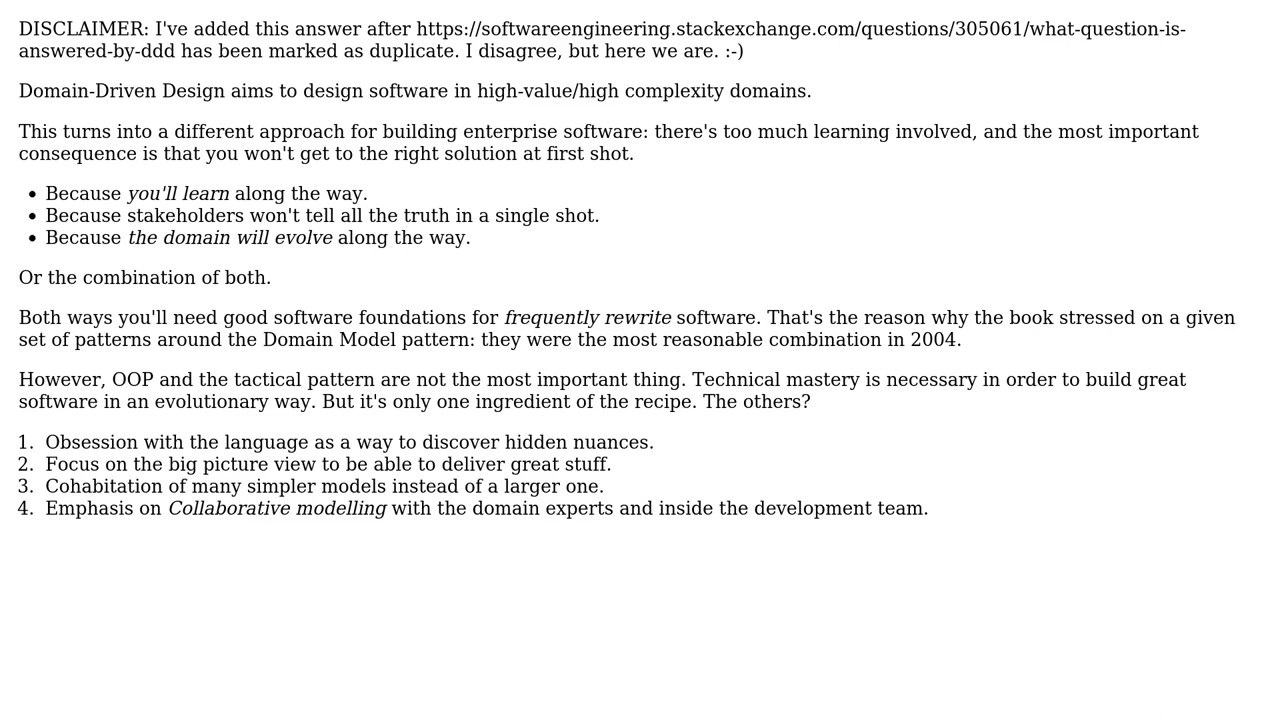 DISCLAIMER: I've added this answer after https://softwareengineering.stackexchange.com/questions/305061/what-question-is-
answered-by-ddd has been marked as duplicate. I disagree, but here we are. :-)
Domain-Driven Design aims to design software in high-value/high complexity domains.
This turns into a different approach for building enterprise software: there's too much learning involved, and the most important
consequence is that you won't get to the right solution at first shot.
• Because you'll learn along the way.
• Because stakeholders won't tell all the truth in a single shot.
• Because the domain will evolve along the way.
Or the combination of both.
Both ways you'll need good software foundations for frequently rewrite software. That's the reason why the book stressed on a given
set of patterns around the Domain Model pattern: they were the most reasonable combination in 2004.
However, OOP and the tactical pattern are not the most important thing. Technical mastery is necessary in order to build great
software in an evolutionary way. But it's only one ingredient of the recipe. The others?
1. Obsession with the language as a way to discover hidden nuances.
2. Focus on the big picture view to be able to deliver great stuff.
3. Cohabitation of many simpler models instead of a larger one.
4. Emphasis on Collaborative modelling with the domain experts and inside the development team.